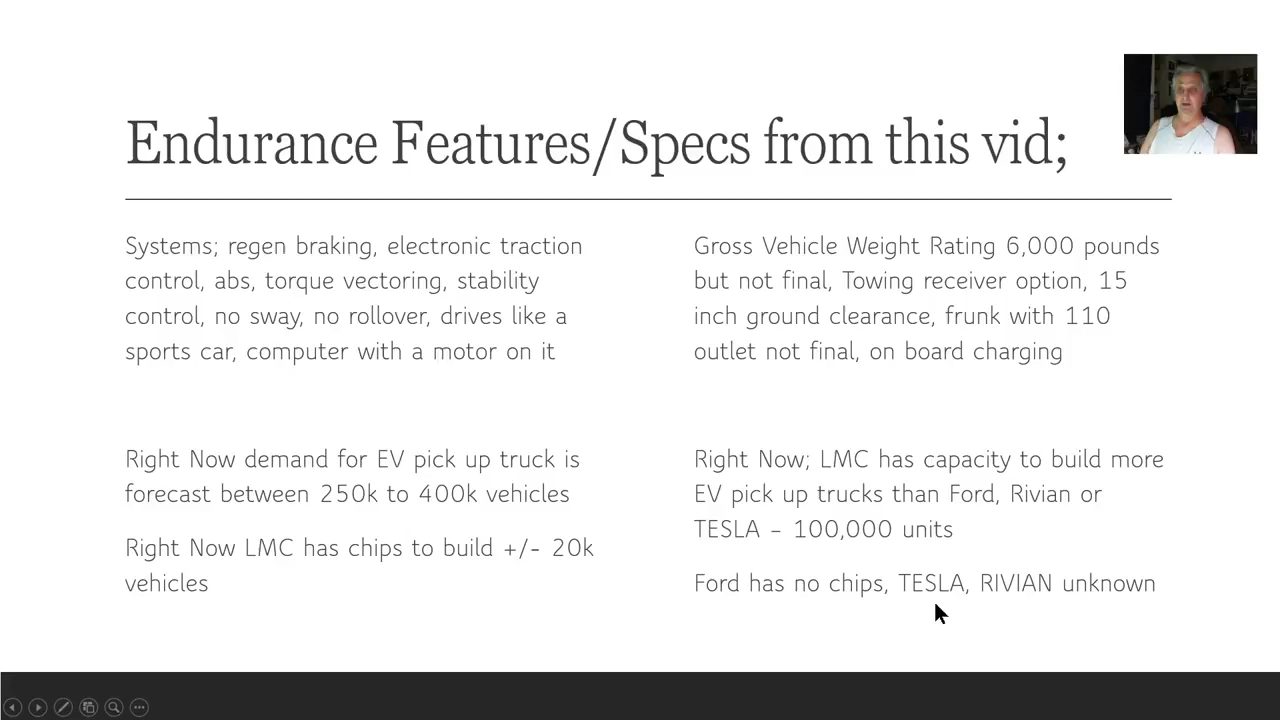 Endurance Features/Specs from this vid;
Systems; regen braking, electronic traction
control, abs, torque vectoring, stability
control, no sway, no rollover, drives like a
sports car, computer with a motor on it
Right Now demand for EV pick up truck is
forecast between 250k to 400k vehicles
Right Now LMC has chips to build +/- 20k
vehicles
Gross Vehicle Weight Rating 6,000 pounds
but not final, Towing receiver option, 15
inch ground clearance, frunk with 110
outlet not final, on board charging
Right Now; LMC has capacity to build more
EV pick up trucks than Ford, Rivian or
TESLA – 100,000 units
Ford has no chips, TESLA, RIVIAN unknown